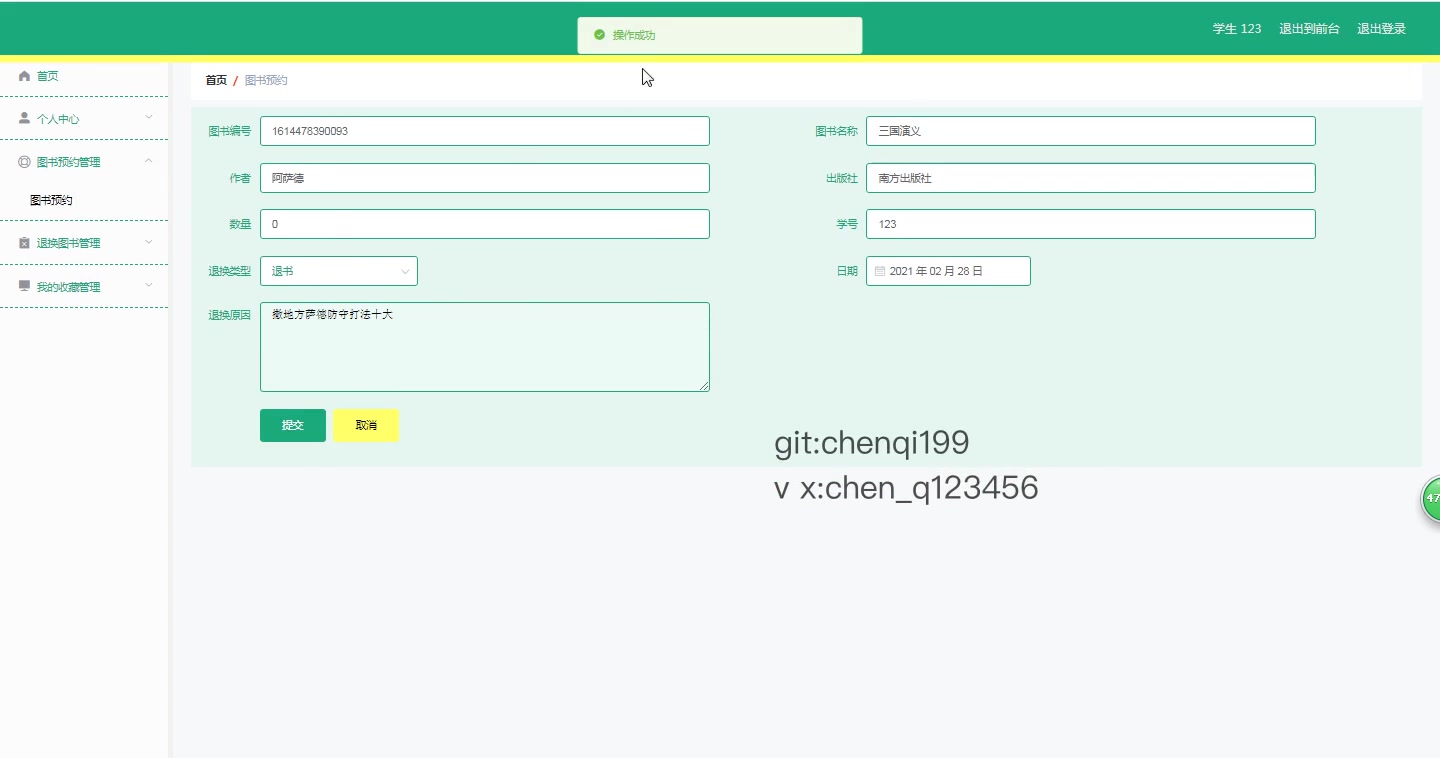 操作成功
学生 123 退出到前台 退出登录
首页
个人中心
图书预约管理
图书预约
退换图书管理
我的收藏管理
首页 / 图书预约
图书编号 1614478390093
图书名称 三国演义
作者 阿萨德
出版社 南方出版社
数量 0
学号 123
退换类型 退书
日期 2021 年 02 月 28 日
退换原因 撒地方萨德防守打法十大
提交 取消
git:chenqi199
v x:chen_q123456
47